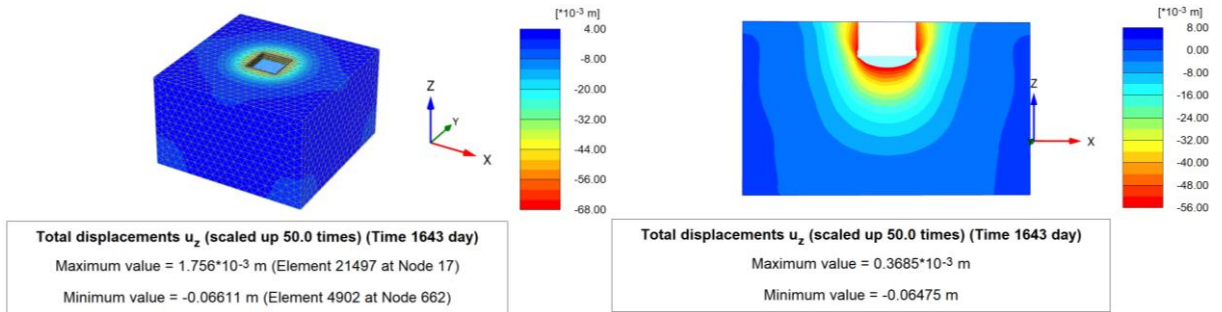 [*10-3 m]
4.00
-8.00
-20.00
-32.00
-44.00
-56.00
-68.00
Z
Y
X
Total displacements uz (scaled up 50.0 times) (Time 1643 day)
Maximum value = 1.756*10-3 m (Element 21497 at Node 17)
Minimum value = -0.06611 m (Element 4902 at Node 662)
[*10-3 m]
8.00
0.00
-8.00
-16.00
-24.00
-32.00
-40.00
-48.00
-56.00
Z
X
Total displacements uz (scaled up 50.0 times) (Time 1643 day)
Maximum value = 0.3685*10-3 m
Minimum value = -0.06475 m